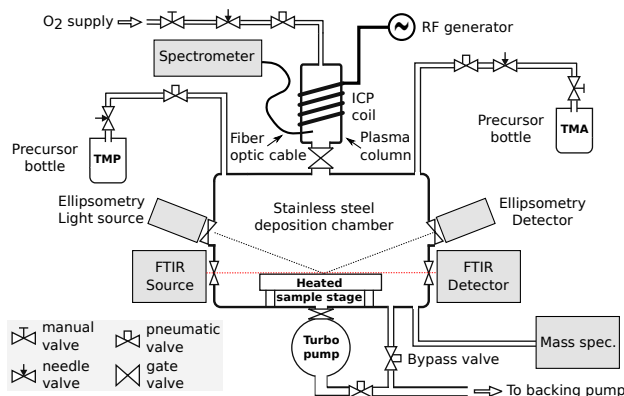 O2 supply
RF generator
Spectrometer
ICP
coil
Fiber
optic cable
Plasma
column
Precursor
bottle
TMP
Precursor
bottle
TMA
Ellipsometry
Light source
Stainless steel
deposition chamber
Ellipsometry
Detector
FTIR
Source
Heated
sample stage
FTIR
Detector
Turbo
pump
Bypass valve
Mass spec.
To backing pump
manual
valve
pneumatic
valve
needle
valve
gate
valve